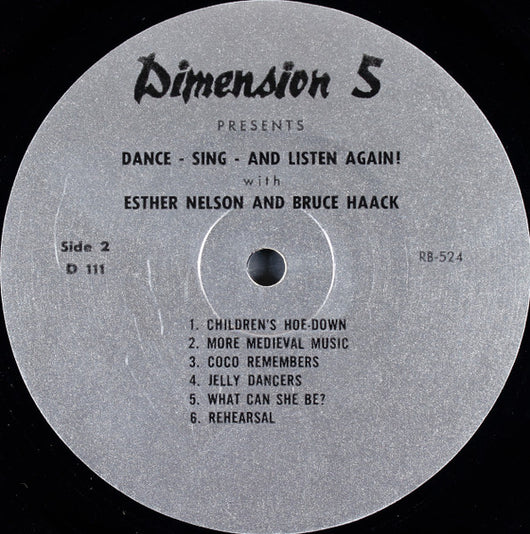 Dimension 5
PRESENTS
DANCE - SING - AND LISTEN AGAIN!
with
ESTHER NELSON AND BRUCE HAACK
Side 2
D 111
RB-524
1. CHILDREN'S HOE-DOWN
2. MORE MEDIEVAL MUSIC
3. COCO REMEMBERS
4. JELLY DANCERS
5. WHAT CAN SHE BE?
6. REHEARSAL